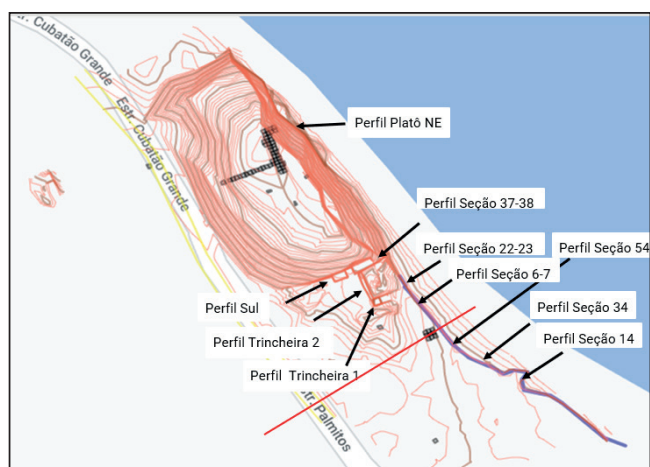 Estr. Cubatão Grande
Estr. Cubatão Grande
Perfil Platô NE
Perfil Seção 37-38
Perfil Seção 22-23
Perfil Seção 54
Perfil Seção 6-7
Perfil Seção 34
Perfil Seção 14
Perfil Sul
Perfil Trincheira 2
Perfil Trincheira 1
Estr. Palmitos